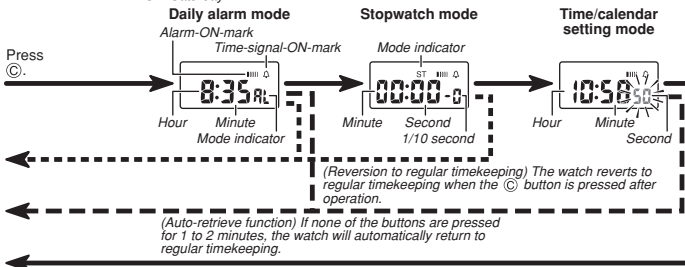 Daily alarm mode
Alarm-ON-mark
Time-signal-ON-mark
8:35 AL
Hour
Minute
Mode indicator
Stopwatch mode
Mode indicator
ST
00:00 -0
Minute
Second
1/10 second
Time/calendar
setting mode
10:58 50
Hour
Minute
Second
Press
Ⓒ.
(Reversion to regular timekeeping) The watch reverts to
regular timekeeping when the Ⓒ button is pressed after
operation.
(Auto-retrieve function) If none of the buttons are pressed
for 1 to 2 minutes, the watch will automatically return to
regular timekeeping.